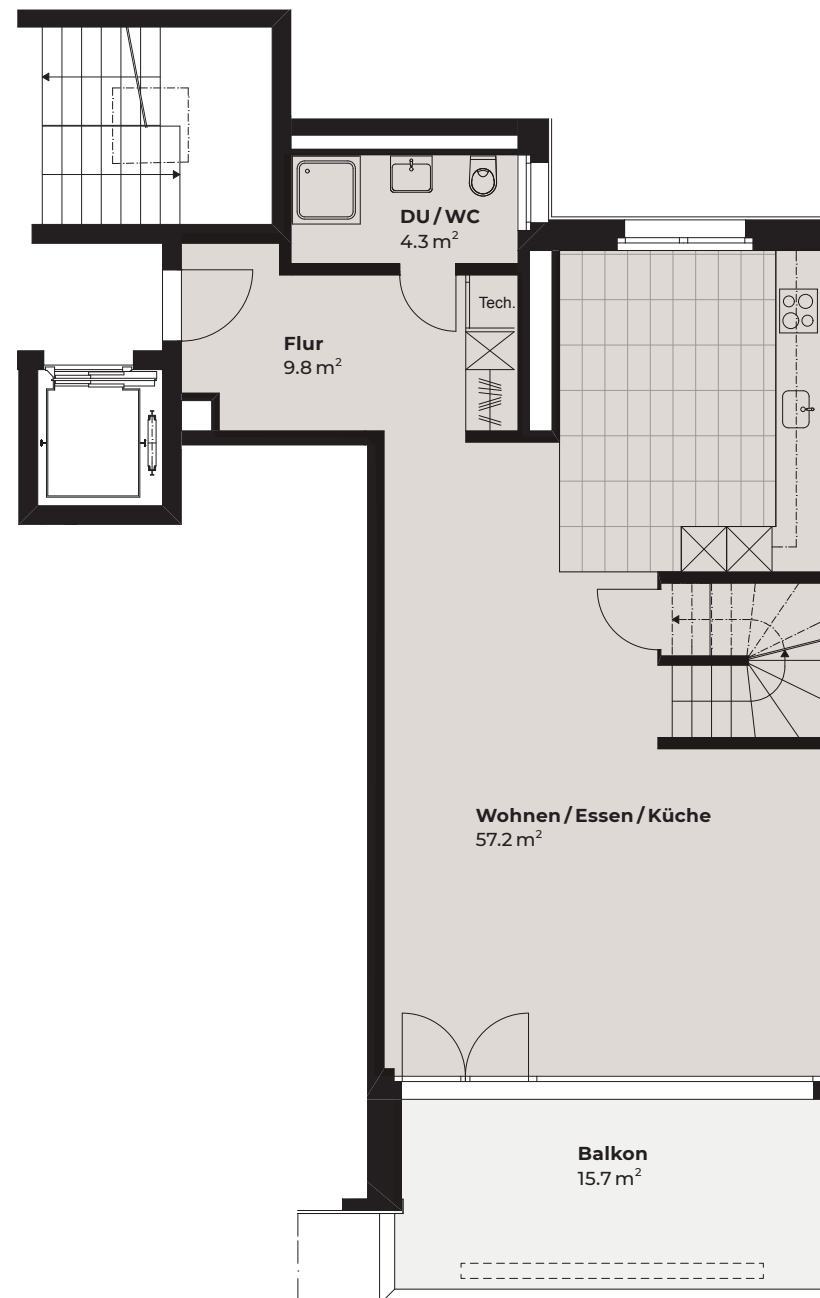 DU / WC
4.3 m²
Tech.
Flur
9.8 m²
Wohnen / Essen / Küche
57.2 m²
Balkon
15.7 m²